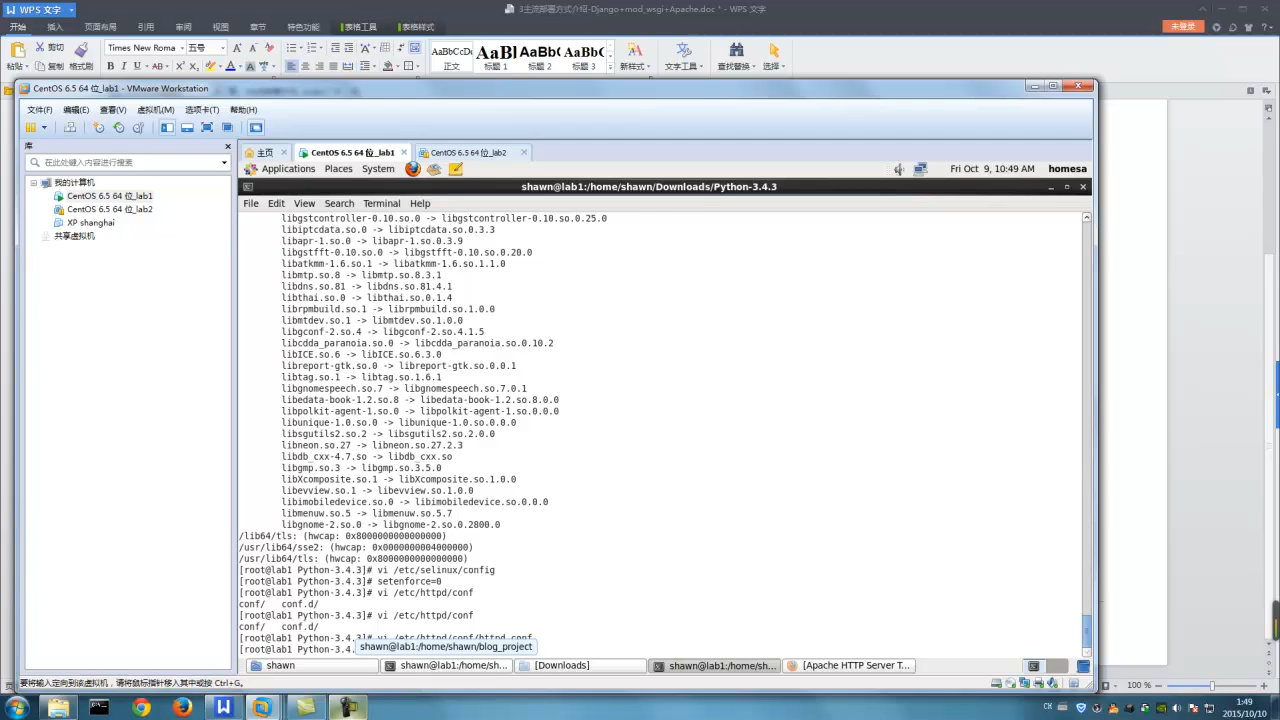 WPS 文字
3主流部署方式介绍-Django+mod_wsgi+Apache.doc * - WPS 文字
开始 插入 页面布局 引用 审阅 视图 章节 特色功能 表格工具 表格样式 未登录
粘贴 剪切 复制 格式刷 Times New Roma 五号 AaBbCcDd 正文 AaBl 标题 1 AaBb( 标题 2 AaBbC 标题 3 新样式 文字工具 查找替换 选择
CentOS 6.5 64 位_lab1 - VMware Workstation
文件(F) 编辑(E) 查看(V) 虚拟机(M) 选项卡(T) 帮助(H)
库
在此处键入内容进行搜索
我的计算机
CentOS 6.5 64 位_lab1
CentOS 6.5 64 位_lab2
XP shanghai
共享虚拟机
主页 CentOS 6.5 64 位_lab1 CentOS 6.5 64 位_lab2
Applications Places System Fri Oct 9, 10:49 AM homesa
shawn@lab1:/home/shawn/Downloads/Python-3.4.3
File Edit View Search Terminal Help
libgstcontroller-0.10.so.0 -> libgstcontroller-0.10.so.0.25.0
libiptcdata.so.0 -> libiptcdata.so.0.3.3
libapr-1.so.0 -> libapr-1.so.0.3.9
libgstfft-0.10.so.0 -> libgstfft-0.10.so.0.20.0
libatkmm-1.6.so.1 -> libatkmm-1.6.so.1.1.0
libmtp.so.8 -> libmtp.so.8.3.1
libdns.so.81 -> libdns.so.81.4.1
libthai.so.0 -> libthai.so.0.1.4
librpmbuild.so.1 -> librpmbuild.so.1.0.0
libmtdev.so.1 -> libmtdev.so.1.0.0
libgconf-2.so.4 -> libgconf-2.so.4.1.5
libcdda_paranoia.so.0 -> libcdda_paranoia.so.0.10.2
libICE.so.6 -> libICE.so.6.3.0
libreport-gtk.so.0 -> libreport-gtk.so.0.0.1
libtag.so.1 -> libtag.so.1.6.1
libgnomespeech.so.7 -> libgnomespeech.so.7.0.1
libedata-book-1.2.so.8 -> libedata-book-1.2.so.8.0.0
libpolkit-agent-1.so.0 -> libpolkit-agent-1.so.0.0.0
libunique-1.0.so.0 -> libunique-1.0.so.0.0.0
libsgutils2.so.2 -> libsgutils2.so.2.0.0
libneon.so.27 -> libneon.so.27.2.3
libdb_cxx-4.7.so -> libdb_cxx.so
libgmp.so.3 -> libgmp.so.3.5.0
libXcomposite.so.1 -> libXcomposite.so.1.0.0
libevview.so.1 -> libevview.so.1.0.0
libimobiledevice.so.0 -> libimobiledevice.so.0.0.0
libmenuw.so.5 -> libmenuw.so.5.7
libgnome-2.so.0 -> libgnome-2.so.0.2800.0
/lib64/tls: (hwcap: 0x8000000000000000)
/usr/lib64/sse2: (hwcap: 0x0000000004000000)
/usr/lib64/tls: (hwcap: 0x8000000000000000)
[root@lab1 Python-3.4.3]# vi /etc/selinux/config
[root@lab1 Python-3.4.3]# setenforce=0
[root@lab1 Python-3.4.3]# vi /etc/httpd/conf
conf/ conf.d/
[root@lab1 Python-3.4.3]# vi /etc/httpd/conf
conf/ conf.d/
[root@lab1 Python-3.4.3]# vi /etc/httpd/conf/httpd.conf
[root@lab1 Python-3.4.
shawn@lab1:/home/shawn/blog_project
shawn shawn@lab1:/home/sh... [Downloads] shawn@lab1:/home/sh... [Apache HTTP Server T...
要将输入定向到该虚拟机，请将鼠标指针移入其中或按 Ctrl+G。
100 %
CH
1:49
2015/10/10